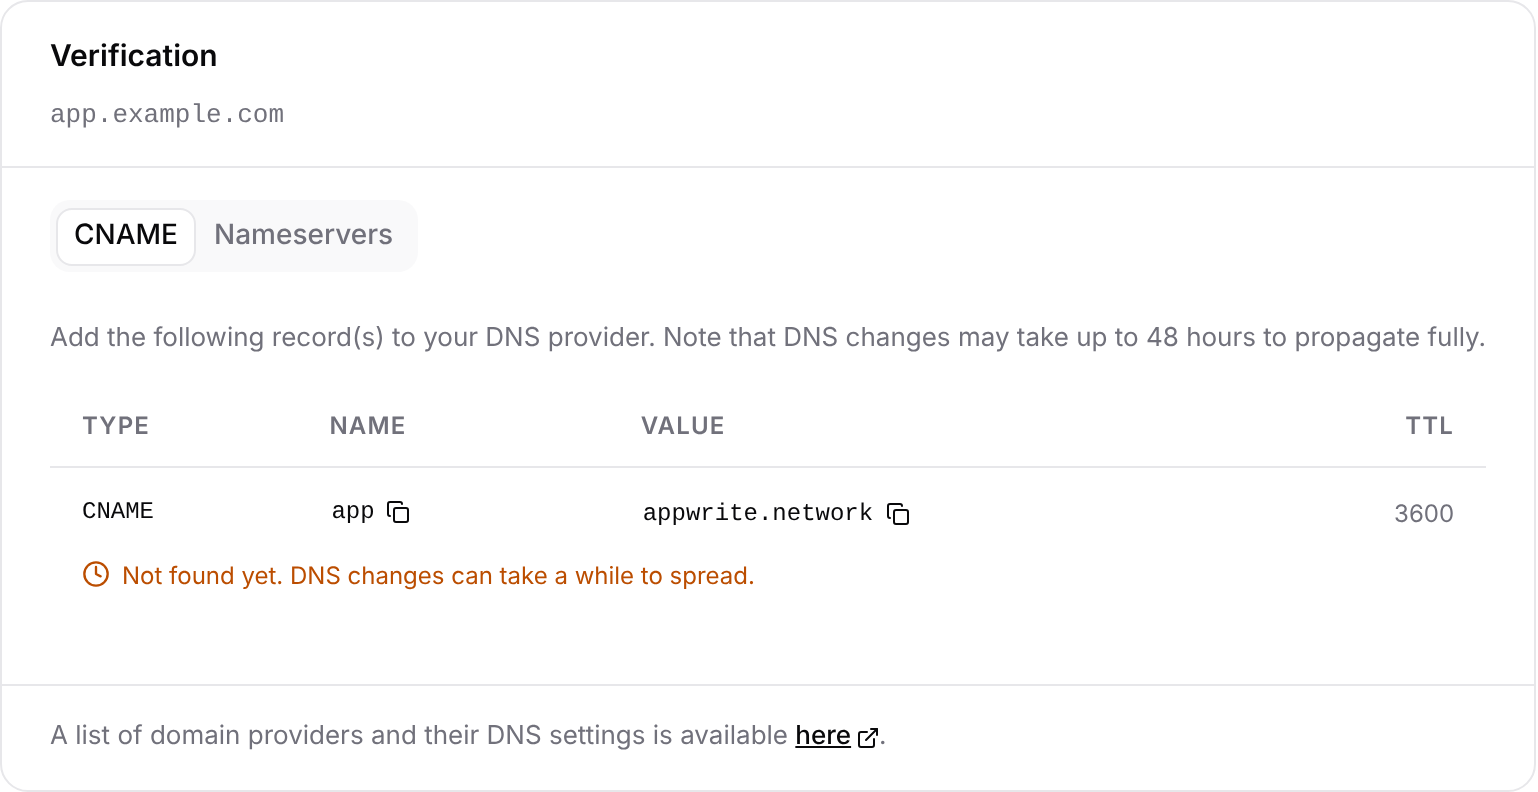 Verification
app.example.com
CNAME Nameservers
Add the following record(s) to your DNS provider. Note that DNS changes may take up to 48 hours to propagate fully.
TYPE NAME VALUE TTL
CNAME app appwrite.network 3600
Not found yet. DNS changes can take a while to spread.
A list of domain providers and their DNS settings is available here.